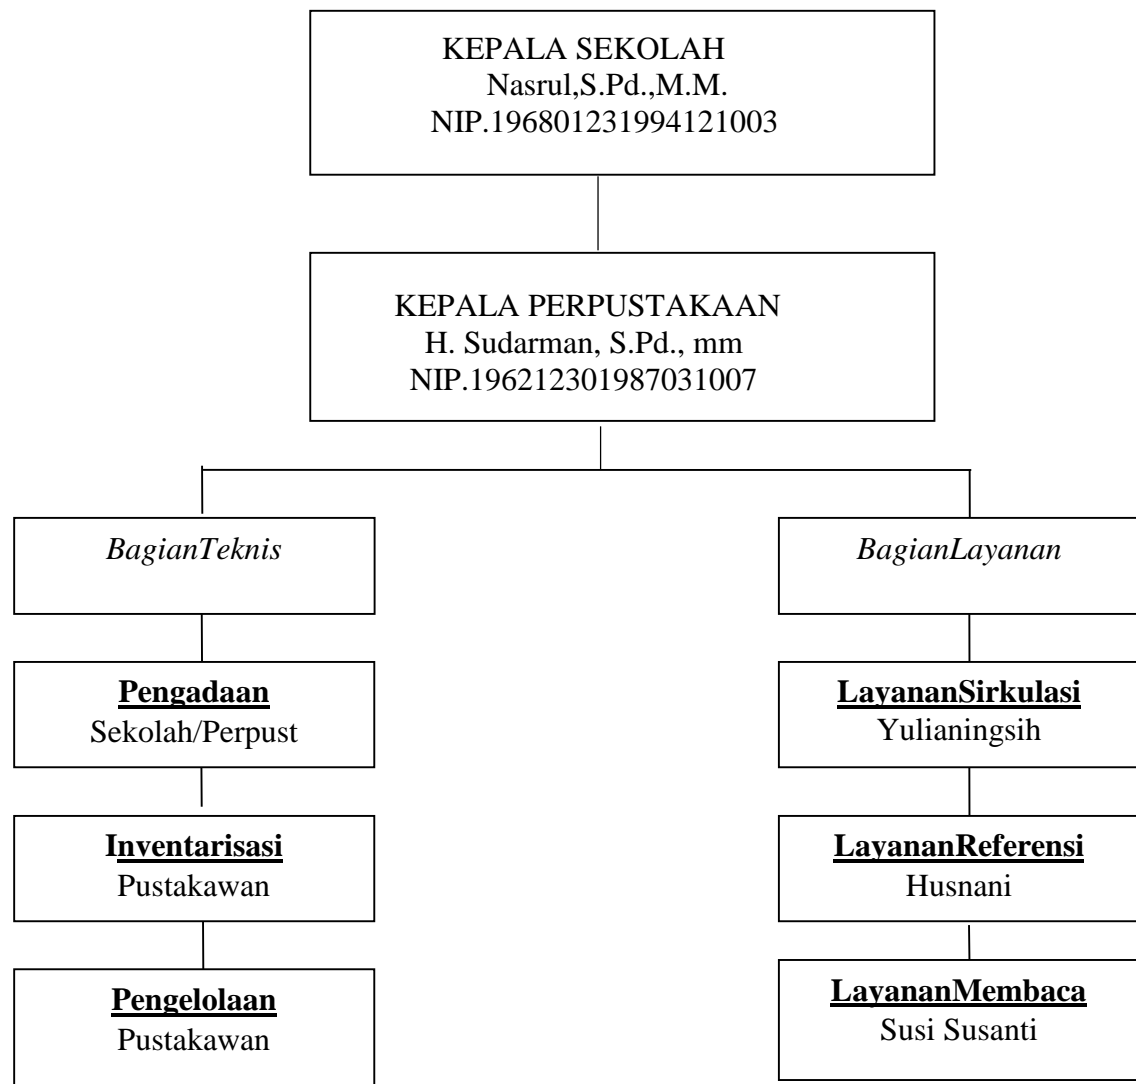 KEPALA SEKOLAH
Nasrul,S.Pd.,M.M.
NIP.196801231994121003
KEPALA PERPUSTAKAAN
H. Sudarman, S.Pd., mm
NIP.196212301987031007
BagianTeknis
BagianLayanan
Pengadaan
Sekolah/Perpust
LayananSirkulasi
Yulianingsih
Inventarisasi
Pustakawan
LayananReferensi
Husnani
Pengelolaan
Pustakawan
LayananMembaca
Susi Susanti